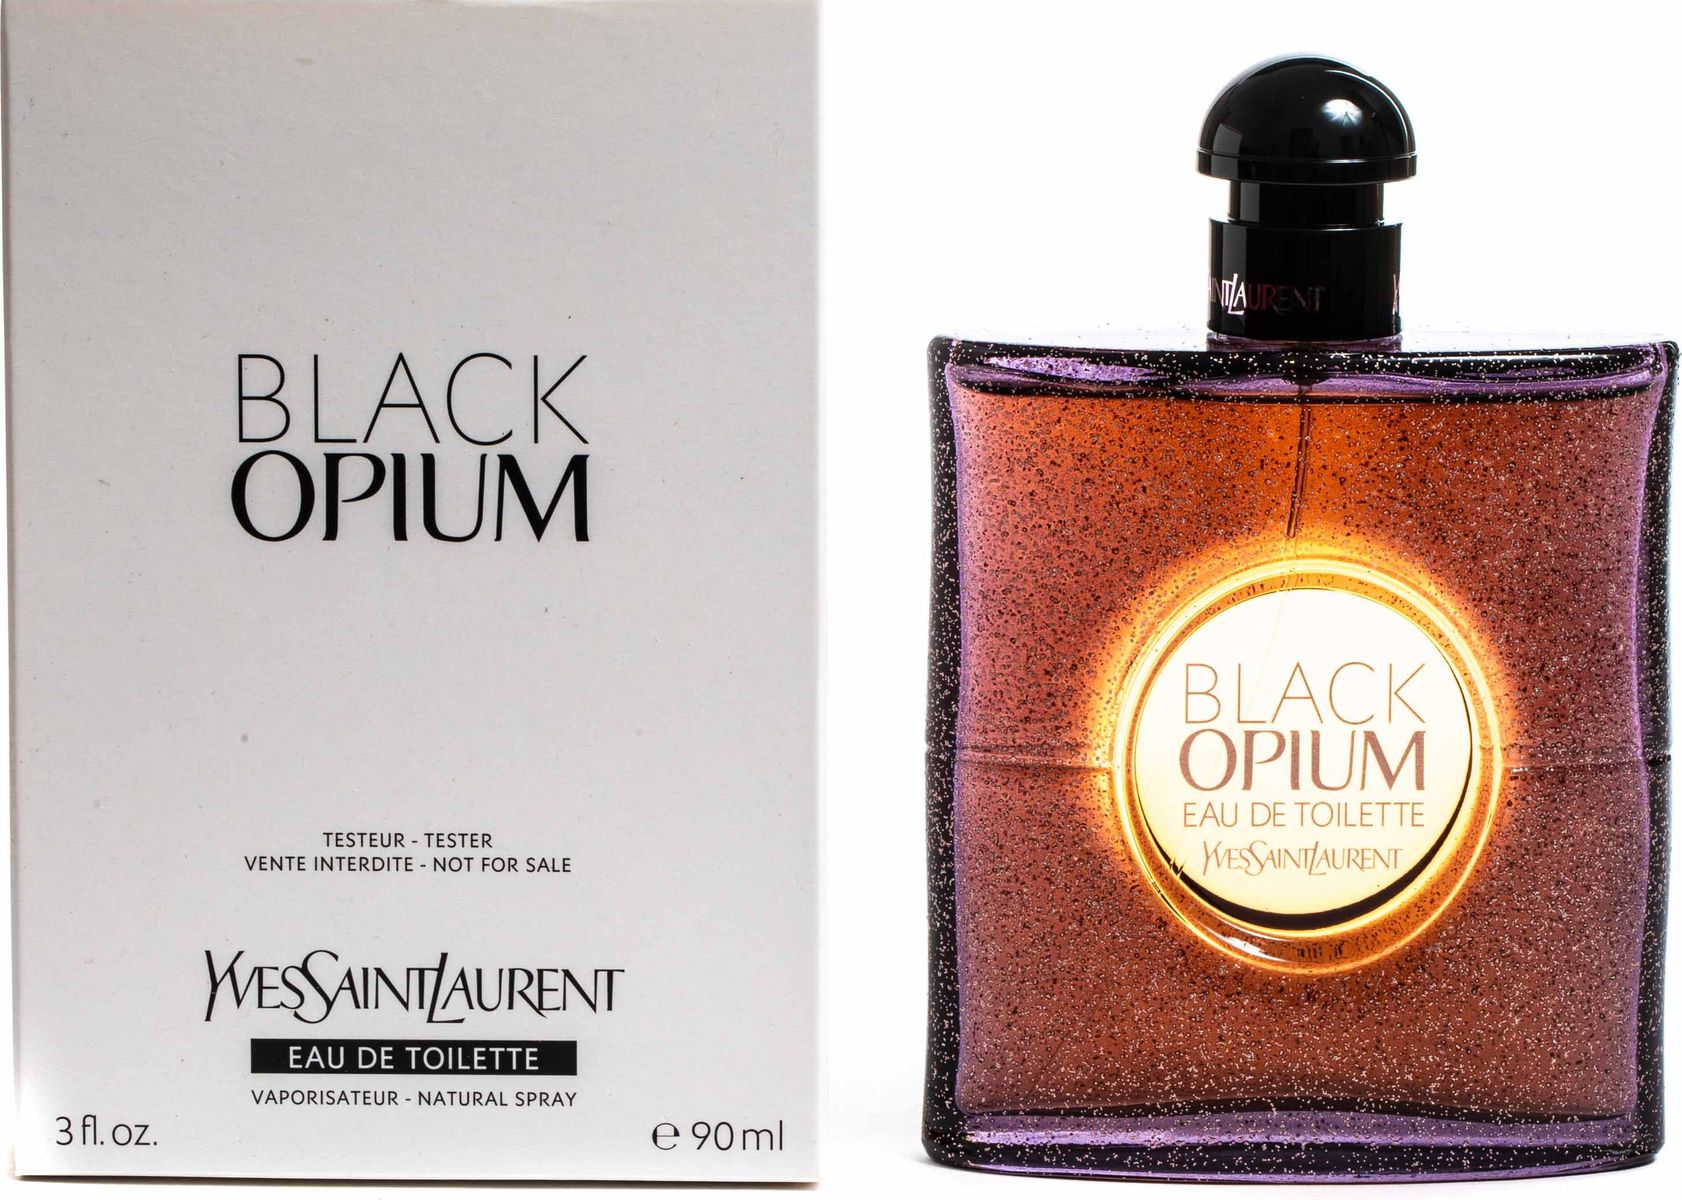 BLACK
OPIUM
TESTEUR - TESTER
VENTE INTERDITE - NOT FOR SALE
YVESSAINTLAURENT
EAU DE TOILETTE
VAPORISATEUR - NATURAL SPRAY
3 fl. oz.
℮ 90 ml
AINTLAURENT Y
BLACK
OPIUM
EAU DE TOILETTE
YVESSAINTLAURENT